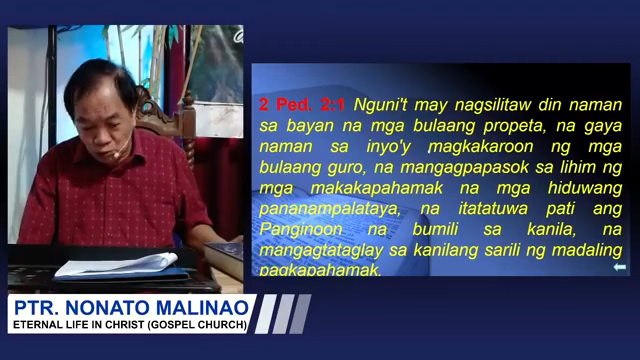 2 Ped. 2:1 Nguni't may nagsilitaw din naman
sa bayan na mga bulaang propeta, na gaya
naman sa inyo'y magkakaroon ng mga
bulaang guro, na mangagpapasok sa lihim ng
mga makakapahamak na mga hiduwang
pananampalataya, na itatatuwa pati ang
Panginoon na bumili sa kanila, na
mangagtataglay sa kanilang sarili ng madaling
pagkapahamak.
PTR. NONATO MALINAO
ETERNAL LIFE IN CHRIST (GOSPEL CHURCH)